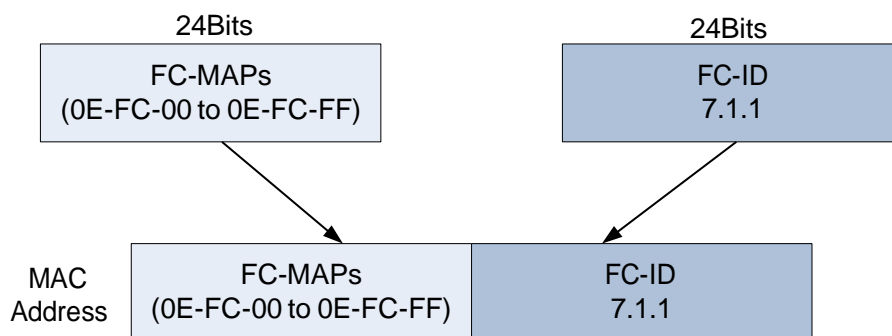 24Bits
FC-MAPs
(0E-FC-00 to 0E-FC-FF)
24Bits
FC-ID
7.1.1
MAC
Address
FC-MAPs
(0E-FC-00 to 0E-FC-FF)
FC-ID
7.1.1